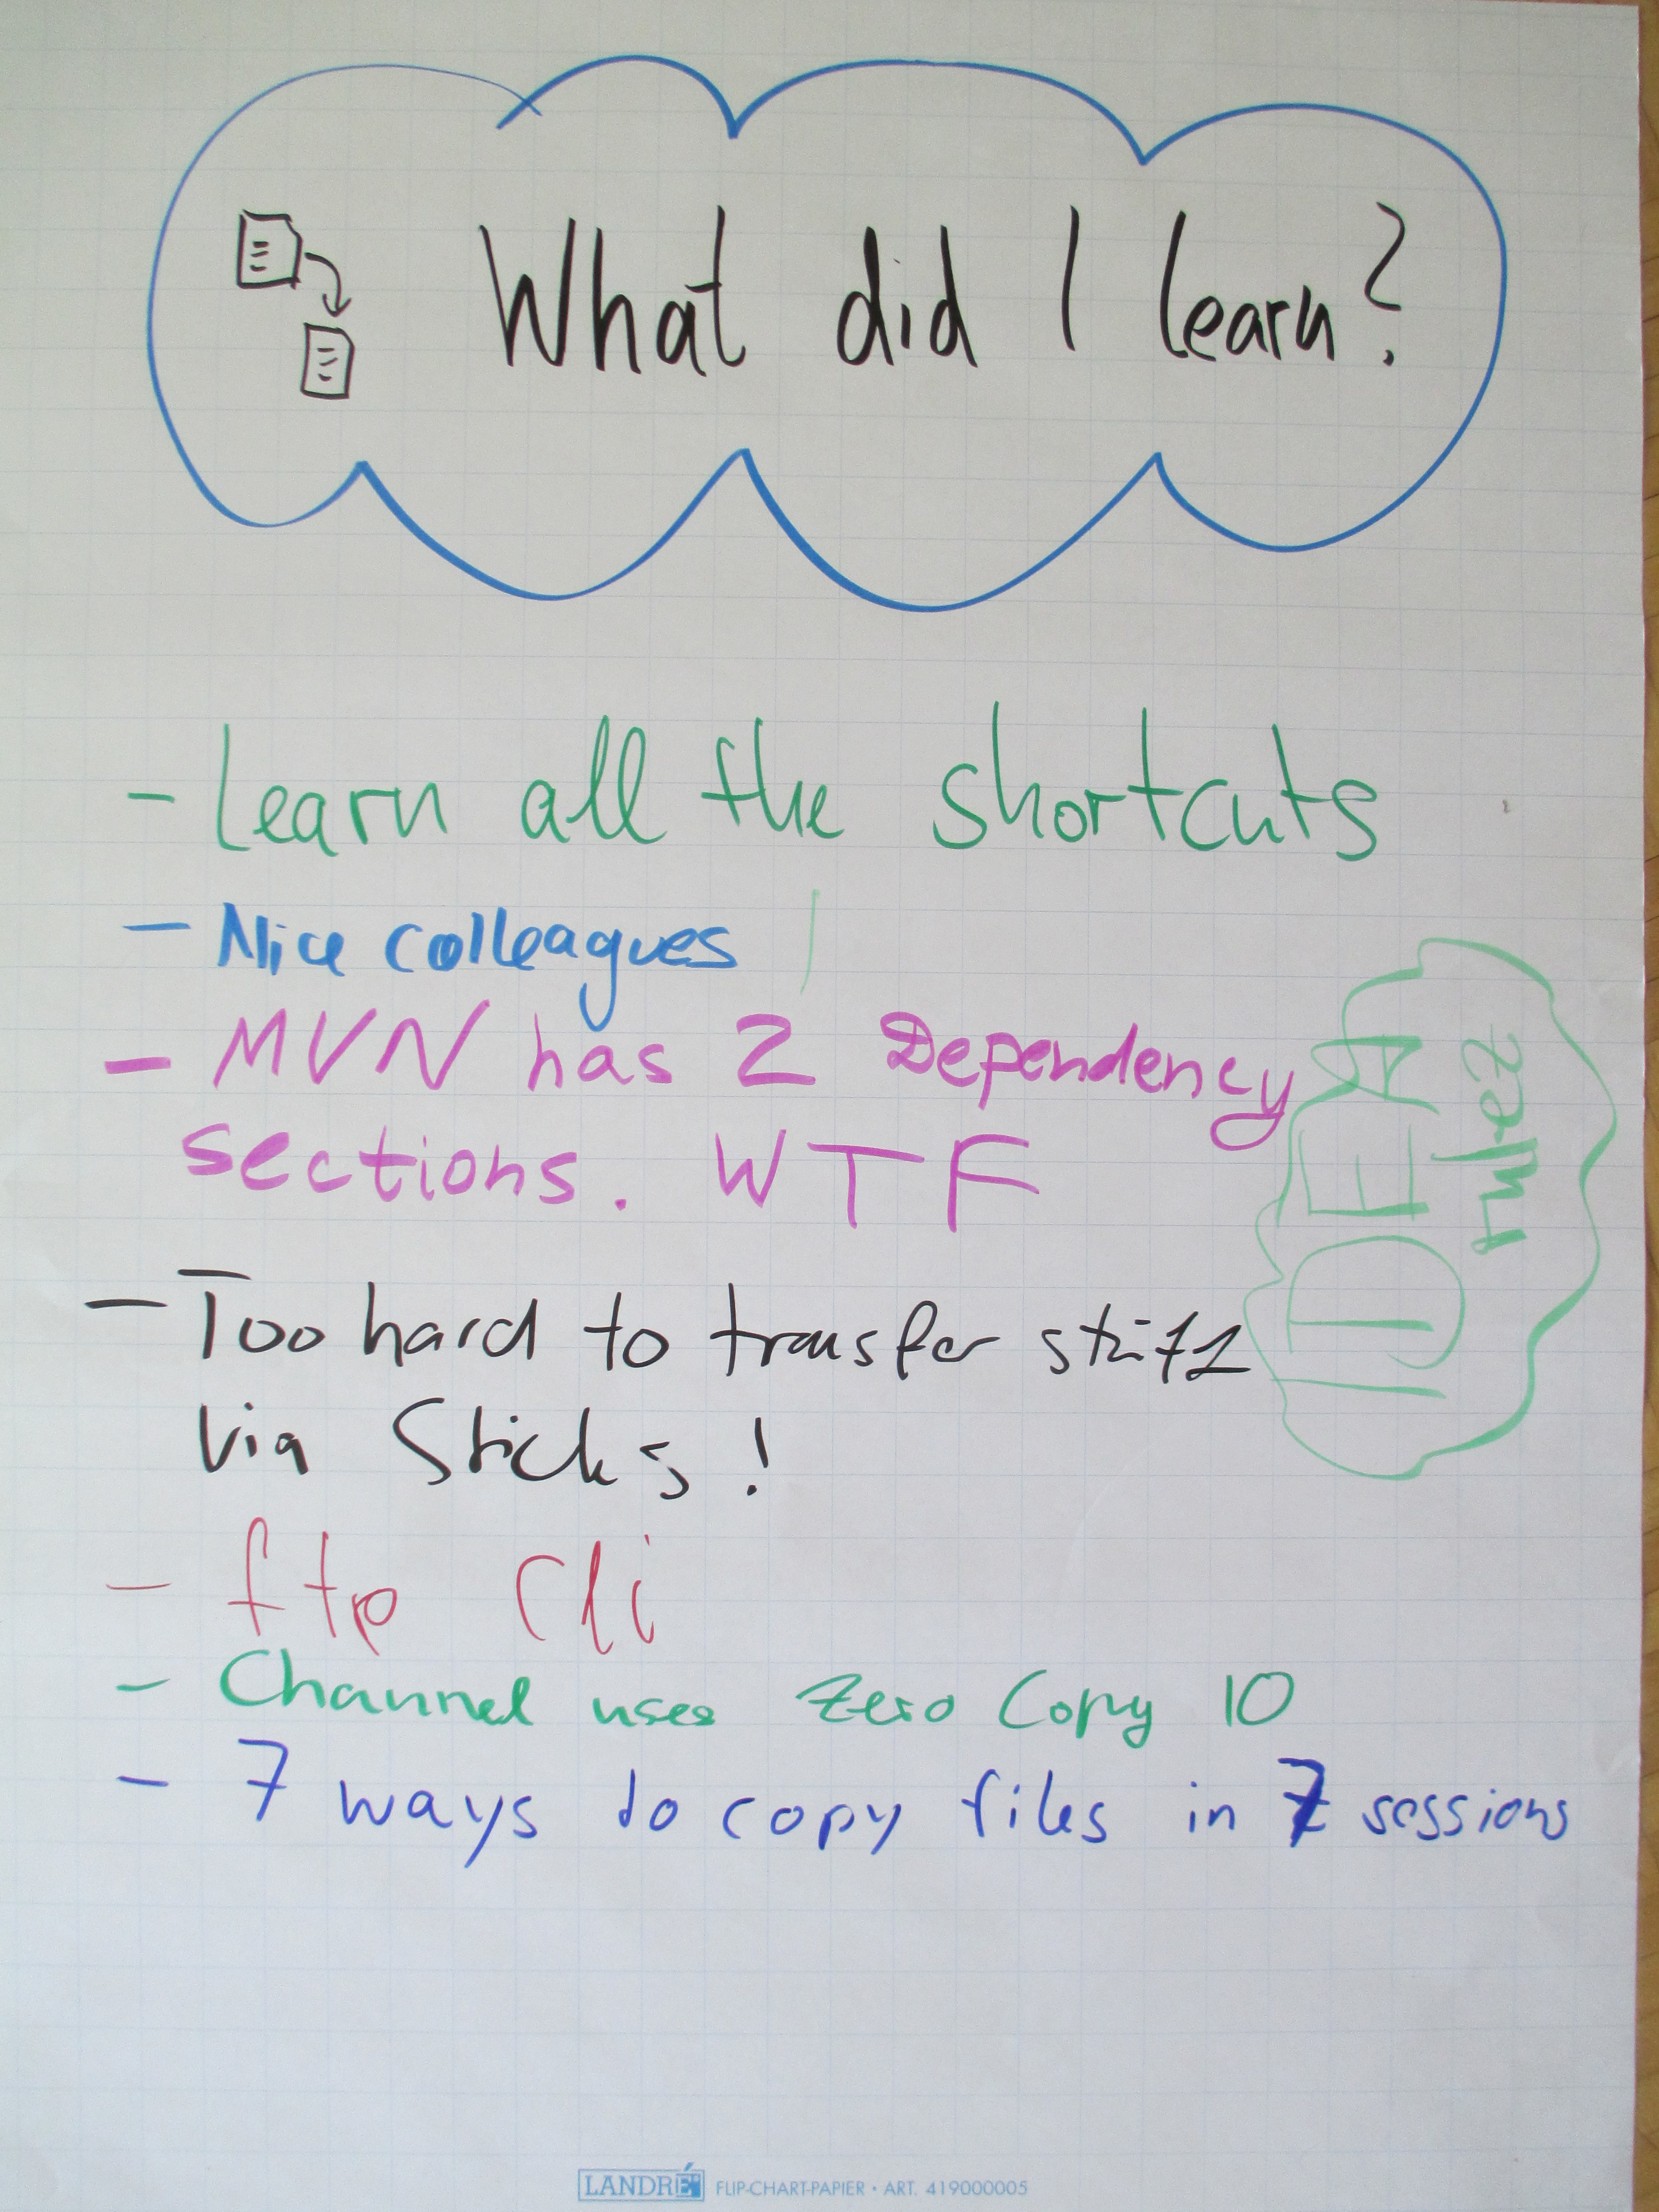 What did I learn?
- Learn all the shortcuts
- Nice colleagues
- MVN has 2 Dependency
sections. WTF
IDEA
rulez
- Too hard to transfer
via Sticks!
- ftp cli
- Channel uses Zero Copy IO
- 7 ways to copy files in 7 sessions
LANDRÉ FLIP-CHART-PAPIER • ART. 419000005